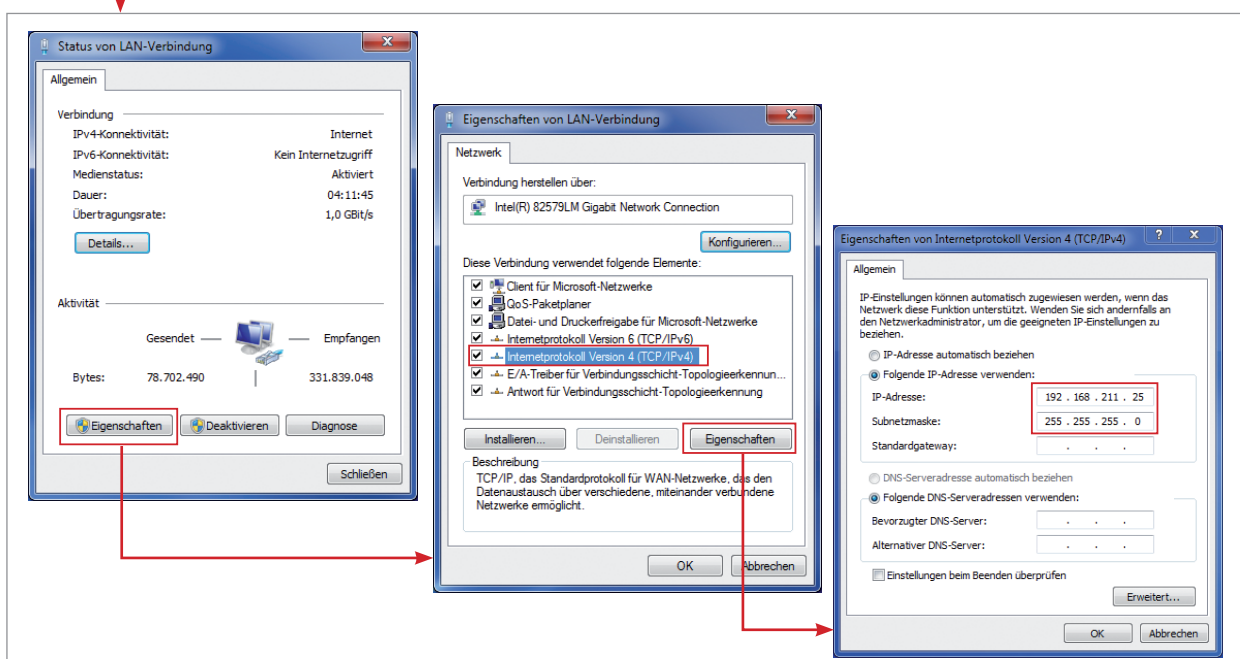 Status von LAN-Verbindung
Allgemein
Verbindung
IPv4-Konnektivität: Internet
IPv6-Konnektivität: Kein Internetzugriff
Medienstatus: Aktiviert
Dauer: 04:11:45
Übertragungsrate: 1,0 GBit/s
Details...
Aktivität
Gesendet Empfangen
Bytes: 78.702.490 331.839.048
Eigenschaften Deaktivieren Diagnose
Schließen
Eigenschaften von LAN-Verbindung
Netzwerk
Verbindung herstellen über:
Intel(R) 82579LM Gigabit Network Connection
Konfigurieren...
Diese Verbindung verwendet folgende Elemente:
Client für Microsoft-Netzwerke
QoS-Paketplaner
Datei- und Druckerfreigabe für Microsoft-Netzwerke
Internetprotokoll Version 6 (TCP/IPv6)
Internetprotokoll Version 4 (TCP/IPv4)
E/A-Treiber für Verbindungsschicht-Topologieerkennun...
Antwort für Verbindungsschicht-Topologieerkennung
Installieren... Deinstallieren Eigenschaften
Beschreibung
TCP/IP, das Standardprotokoll für WAN-Netzwerke, das den
Datenaustausch über verschiedene, miteinander verbundene
Netzwerke ermöglicht.
OK Abbrechen
Eigenschaften von Internetprotokoll Version 4 (TCP/IPv4) ? X
Allgemein
IP-Einstellungen können automatisch zugewiesen werden, wenn das
Netzwerk diese Funktion unterstützt. Wenden Sie sich andernfalls an
den Netzwerkadministrator, um die geeigneten IP-Einstellungen zu
beziehen.
IP-Adresse automatisch beziehen
Folgende IP-Adresse verwenden:
IP-Adresse: 192 . 168 . 211 . 25
Subnetzmaske: 255 . 255 . 255 . 0
Standardgateway: . . .
DNS-Serveradresse automatisch beziehen
Folgende DNS-Serveradressen verwenden:
Bevorzugter DNS-Server: . . .
Alternativer DNS-Server: . . .
Einstellungen beim Beenden überprüfen
Erweitert...
OK Abbrechen